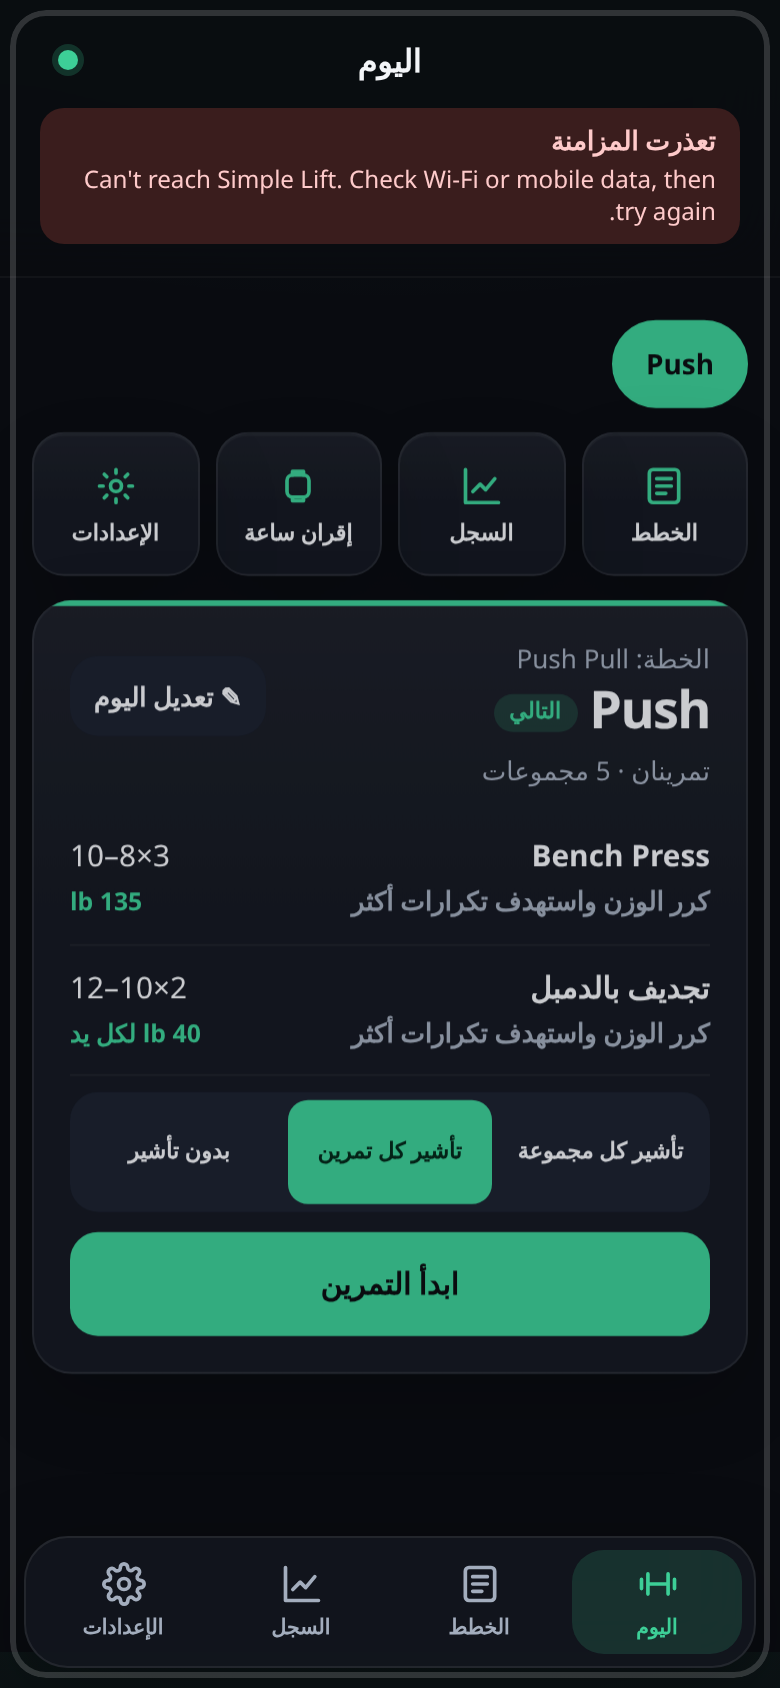 اليوم
تعذرت المزامنة
Can't reach Simple Lift. Check Wi-Fi or mobile data, then
try again.
Push
الخطط
السجل
إقران ساعة
الإعدادات
الخطة: Push Pull
Push التالي
✎ تعديل اليوم
تمرينان · 5 مجموعات
Bench Press
3×8–10
كرر الوزن واستهدف تكرارات أكثر
135 lb
تجديف بالدمبل
2×10–12
كرر الوزن واستهدف تكرارات أكثر
40 lb لكل يد
تأشير كل مجموعة
تأشير كل تمرين
بدون تأشير
ابدأ التمرين
اليوم
الخطط
السجل
الإعدادات